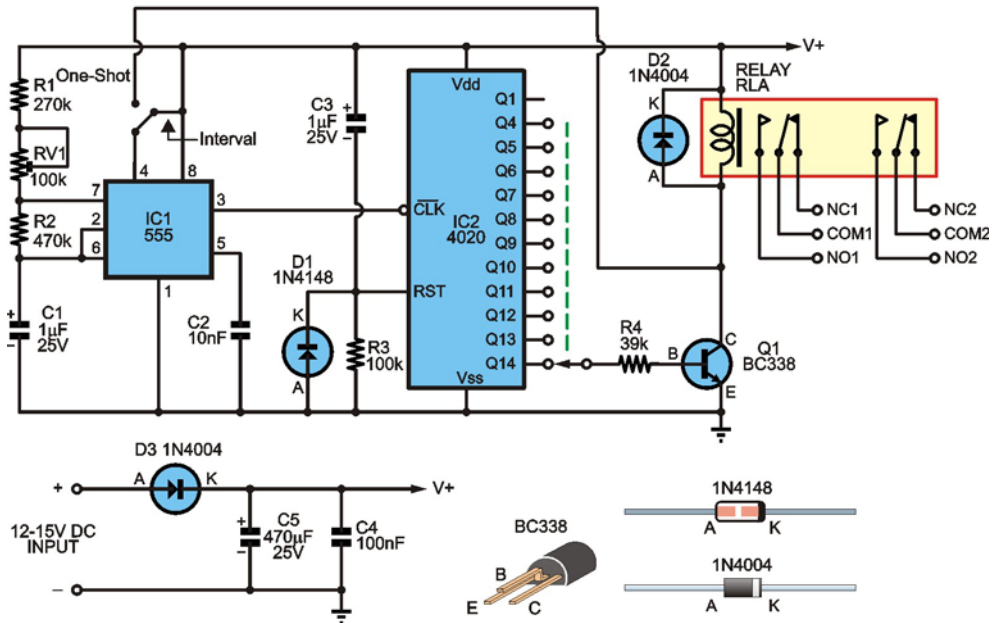 V+
One-Shot
Interval
R1
270k
RV1
100k
R2
470k
7
2
6
4
8
3
5
1
IC1
555
C1
+
1µF
–
25V
C2
10nF
C3
+
1µF
–
25V
D1
1N4148
K
A
R3
100k
Vdd
CLK
IC2
4020
RST
Vss
Q1
Q4
Q5
Q6
Q7
Q8
Q9
Q10
Q11
Q12
Q13
Q14
D2
1N4004
K
A
RELAY
RLA
NC1
COM1
NO1
NC2
COM2
NO2
R4
39k
B
C
E
Q1
BC338
D3 1N4004
+
A
K
V+
12-15V DC
INPUT
–
+
C5
470µF
–
25V
C4
100nF
BC338
B
E
C
1N4148
A
K
1N4004
A
K